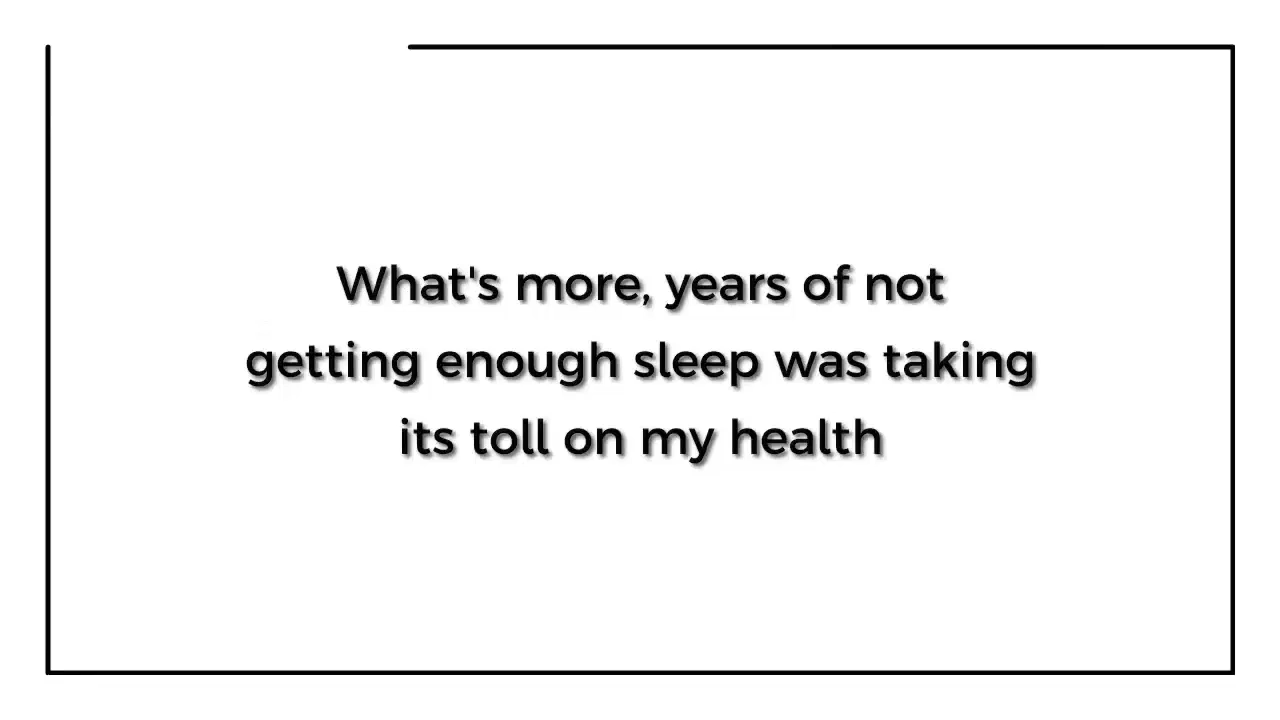 What's more, years of not
getting enough sleep was taking
its toll on my health